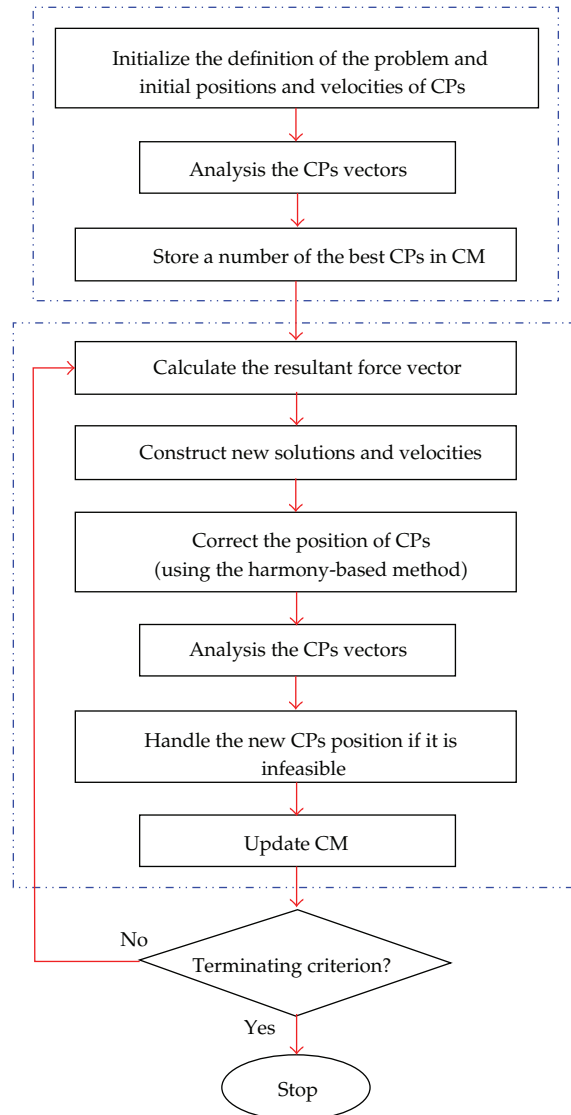 Initialize the definition of the problem and
initial positions and velocities of CPs
Analysis the CPs vectors
Store a number of the best CPs in CM
Calculate the resultant force vector
Construct new solutions and velocities
Correct the position of CPs
(using the harmony-based method)
Analysis the CPs vectors
Handle the new CPs position if it is
infeasible
Update CM
No
Terminating criterion?
Yes
Stop